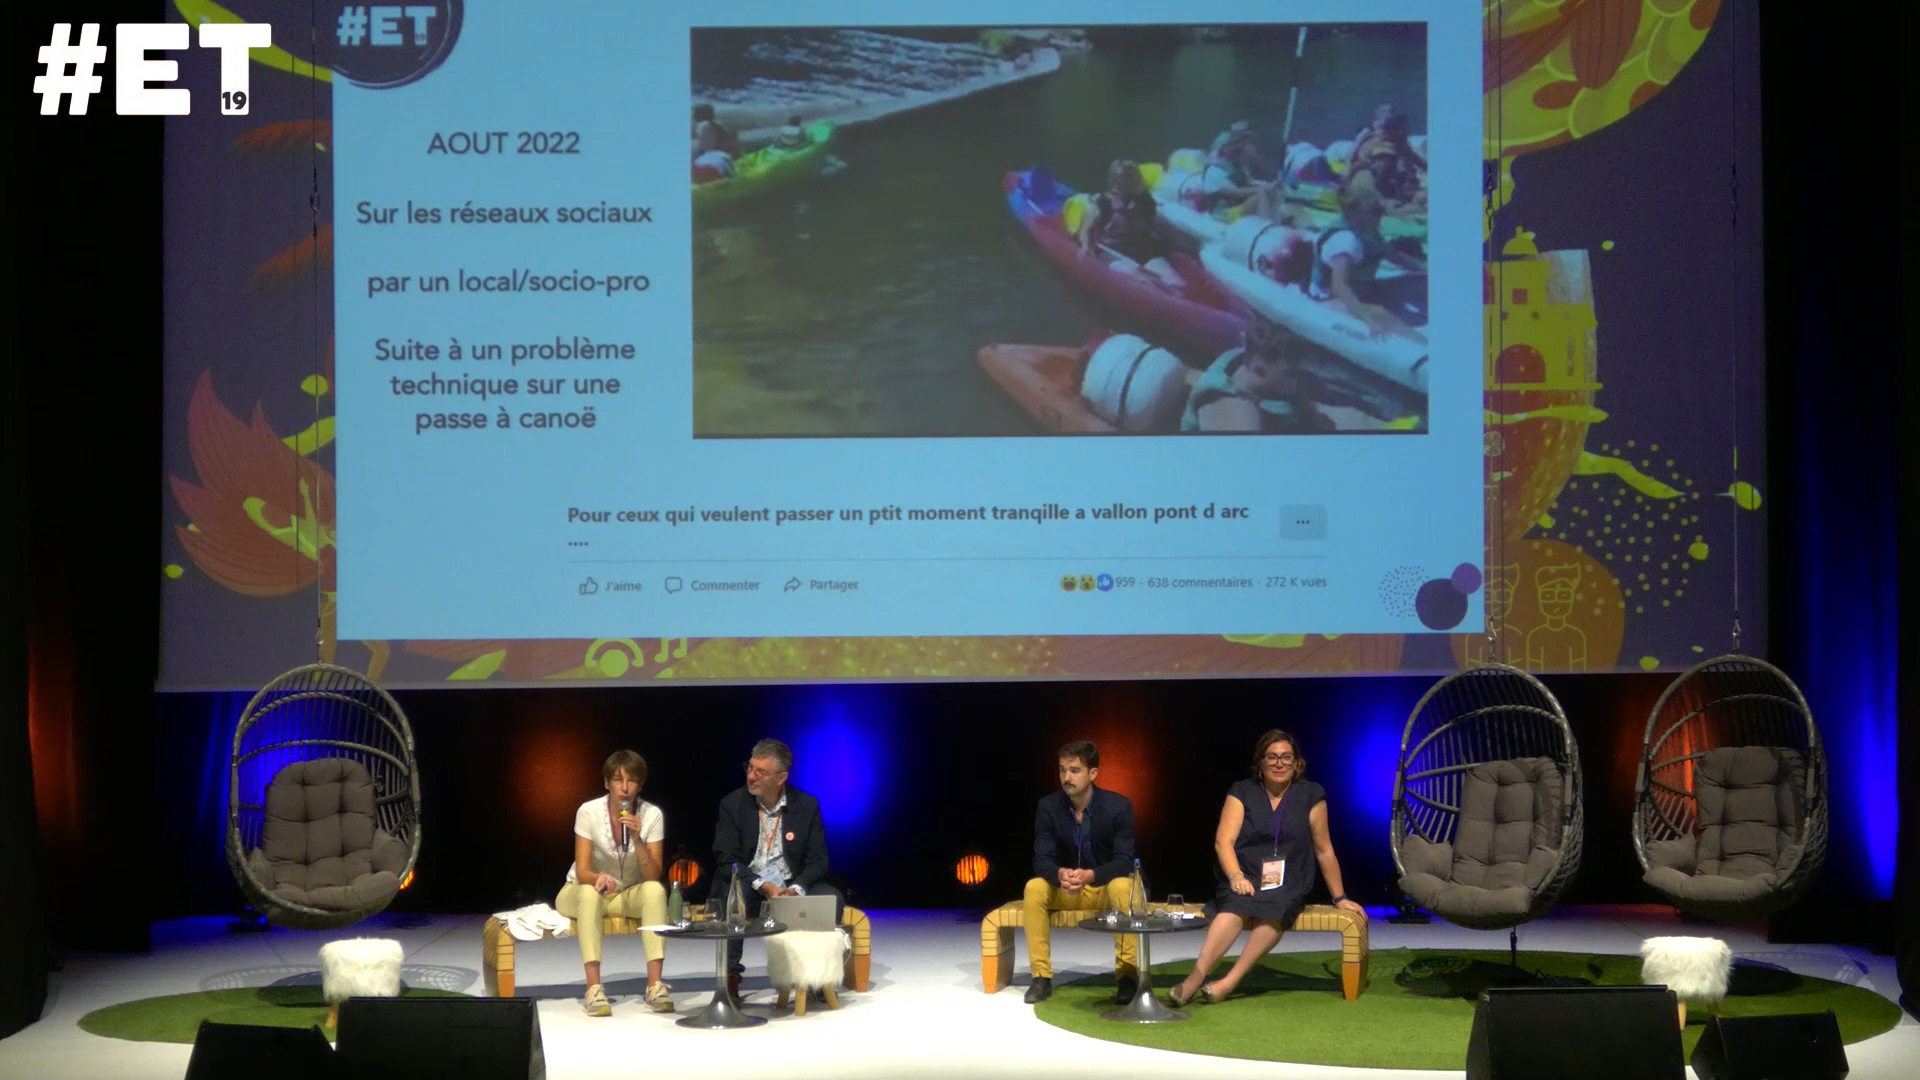 #ET
19
#ET
AOUT 2022
Sur les réseaux sociaux
par un local/socio-pro
Suite à un problème
technique sur une
passe à canoë
Pour ceux qui veulent passer un ptit moment tranqille a vallon pont d arc
....
J'aime
Commenter
Partager
959 · 638 commentaires · 272 K vues